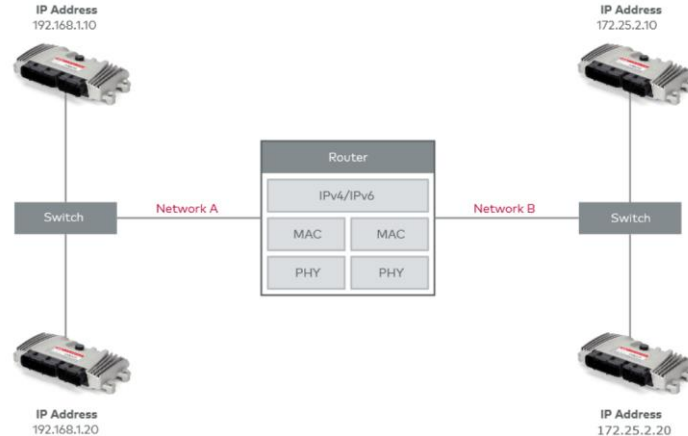 IP Address
192.168.1.10
IP Address
172.25.2.10
Router
IPv4/IPv6
Switch
Network A
MAC
MAC
Network B
Switch
PHY
PHY
IP Address
192.168.1.20
IP Address
172.25.2.20